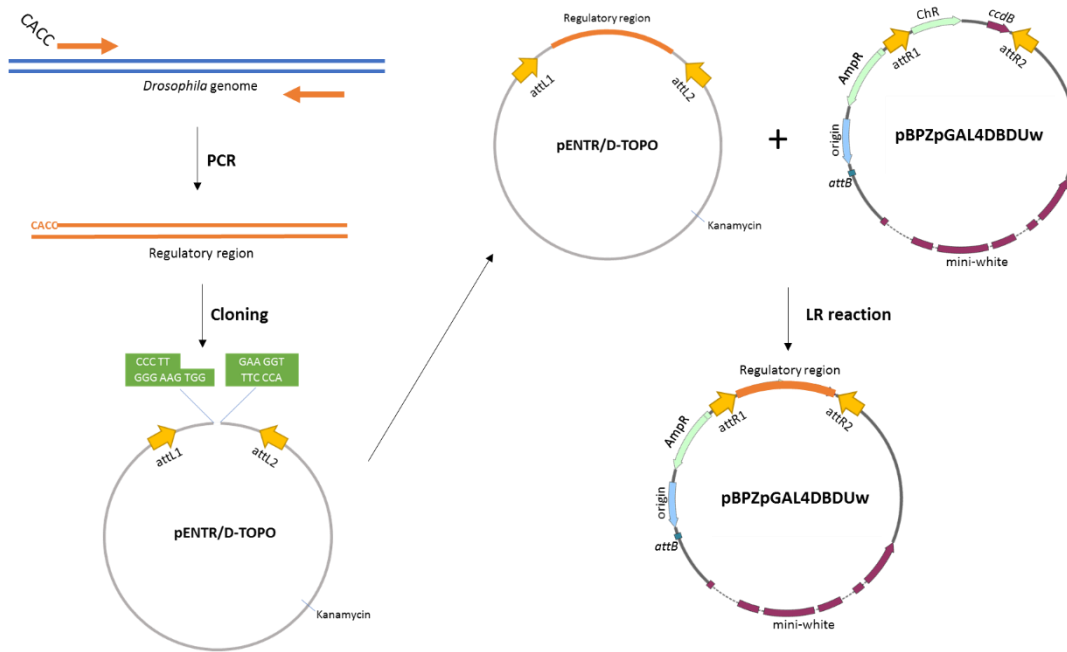 CACC
Drosophila genome
PCR
CACC
Regulatory region
Cloning
CCC TT
GGG AAG TGG
GAA GGT
TTC CCA
attL1
attL2
pENTR/D-TOPO
Kanamycin
Regulatory region
attL1
attL2
pENTR/D-TOPO
Kanamycin
+
ChR
ccdB
attR1
attR2
AmpR
origin
attB
pBPZpGAL4DBDUw
mini-white
LR reaction
Regulatory region
attR1
attR2
AmpR
origin
attB
pBPZpGAL4DBDUw
mini-white